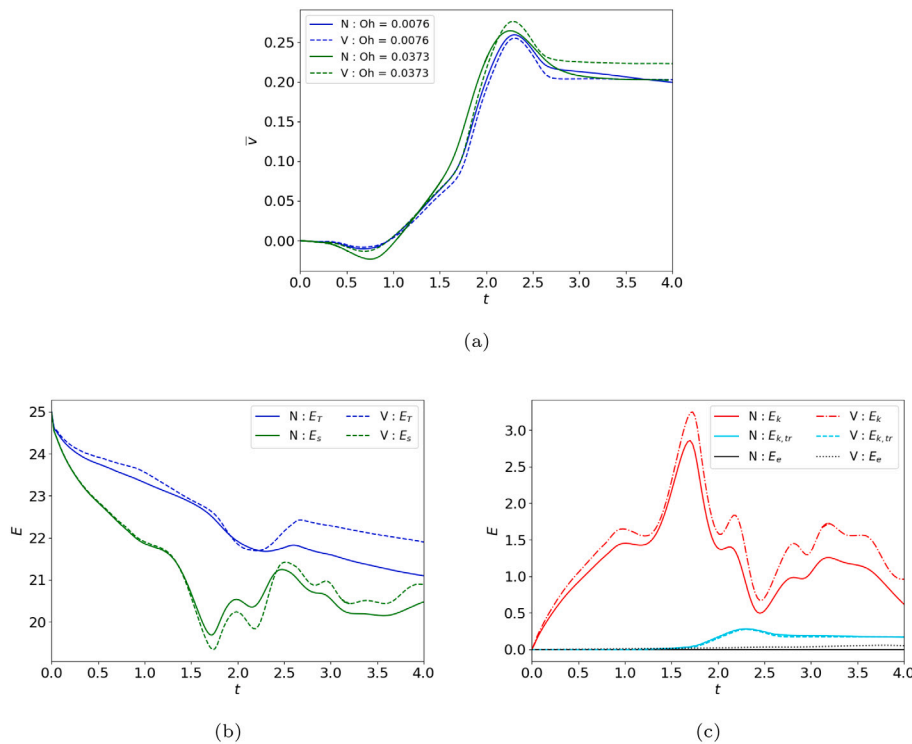 N : Oh = 0.0076
V : Oh = 0.0076
N : Oh = 0.0373
V : Oh = 0.0373
0.25
0.20
0.15
0.10
0.05
0.00
v̅
0.0 0.5 1.0 1.5 2.0 2.5 3.0 3.5 4.0
t
(a)
N : E_T V : E_T
N : E_s V : E_s
25
24
23
22
21
20
E
0.0 0.5 1.0 1.5 2.0 2.5 3.0 3.5 4.0
t
(b)
N : E_k V : E_k
N : E_{k,tr} V : E_{k,tr}
N : E_e V : E_e
3.0
2.5
2.0
1.5
1.0
0.5
0.0
E
0.0 0.5 1.0 1.5 2.0 2.5 3.0 3.5 4.0
t
(c)